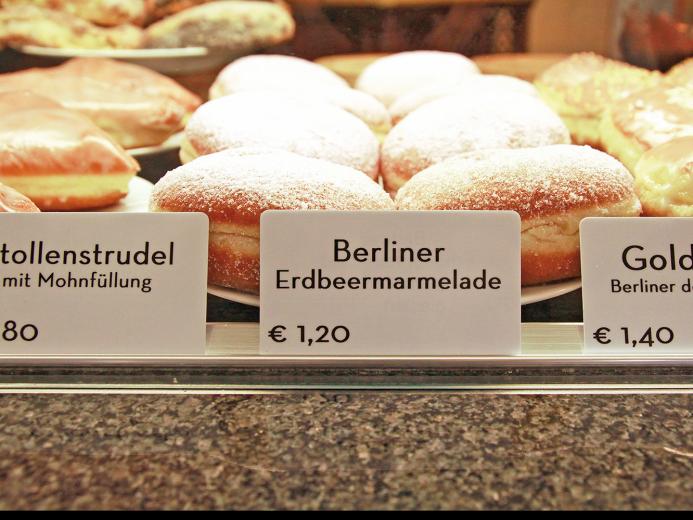 tollenstrudel
mit Mohnfüllung
80
Berliner
Erdbeermarmelade
€ 1,20
Gold
Berliner d
€ 1,40